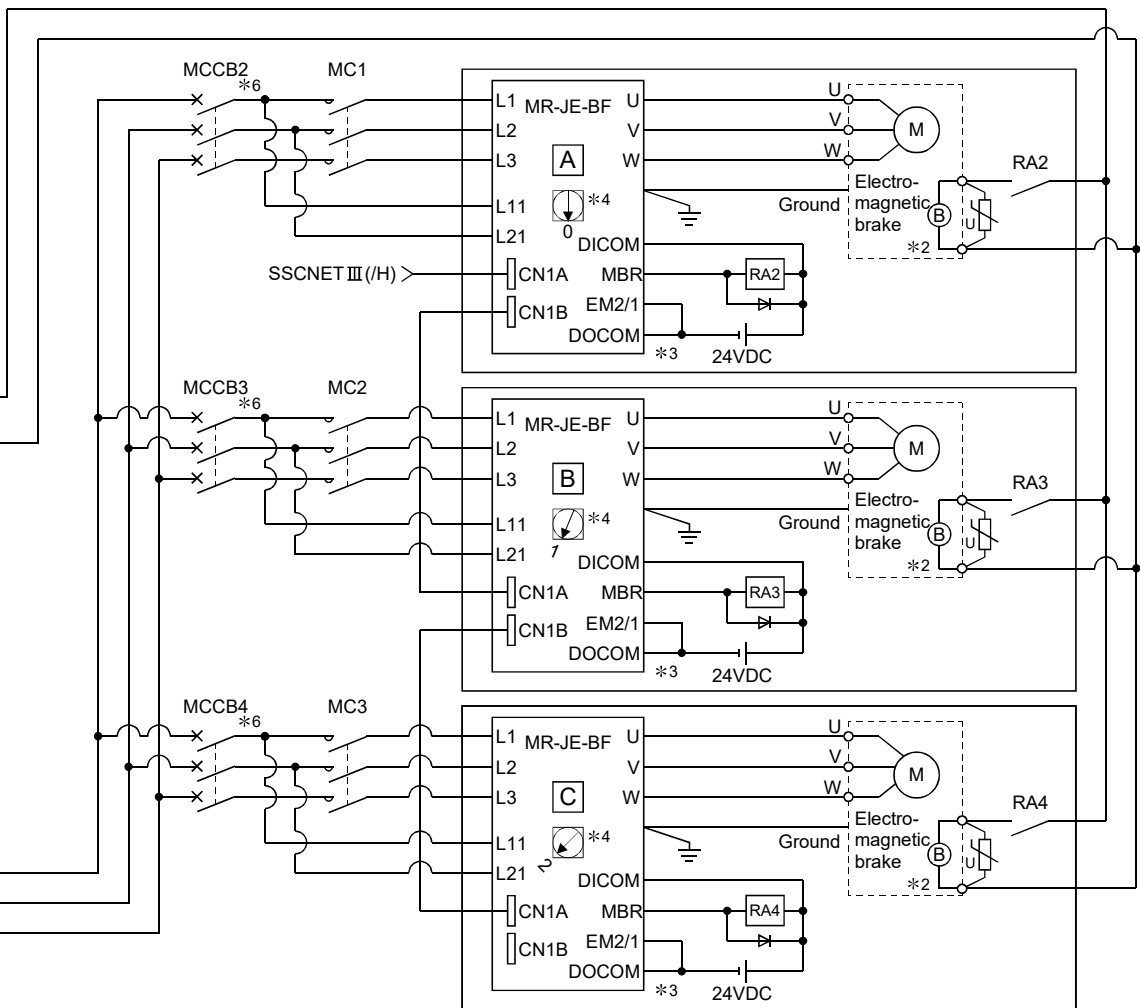 MCCB2 MC1
＊6
L1 MR-JE-BF U
L2 V
L3 W
A
L11
＊4
0
L21
DICOM
SSCNETⅢ(/H) CN1A
MBR
CN1B
EM2/1
DOCOM
＊3
RA2
24VDC
U
V
W
M
Ground
Electro-
magnetic
brake
B
U
＊2
RA2
MCCB3 MC2
＊6
L1 MR-JE-BF U
L2 V
L3 W
B
L11
＊4
1
L21
DICOM
CN1A
MBR
CN1B
EM2/1
DOCOM
＊3
RA3
24VDC
U
V
W
M
Ground
Electro-
magnetic
brake
B
U
＊2
RA3
MCCB4 MC3
＊6
L1 MR-JE-BF U
L2 V
L3 W
C
L11
＊4
2
L21
DICOM
CN1A
MBR
CN1B
EM2/1
DOCOM
＊3
RA4
24VDC
U
V
W
M
Ground
Electro-
magnetic
brake
B
U
＊2
RA4